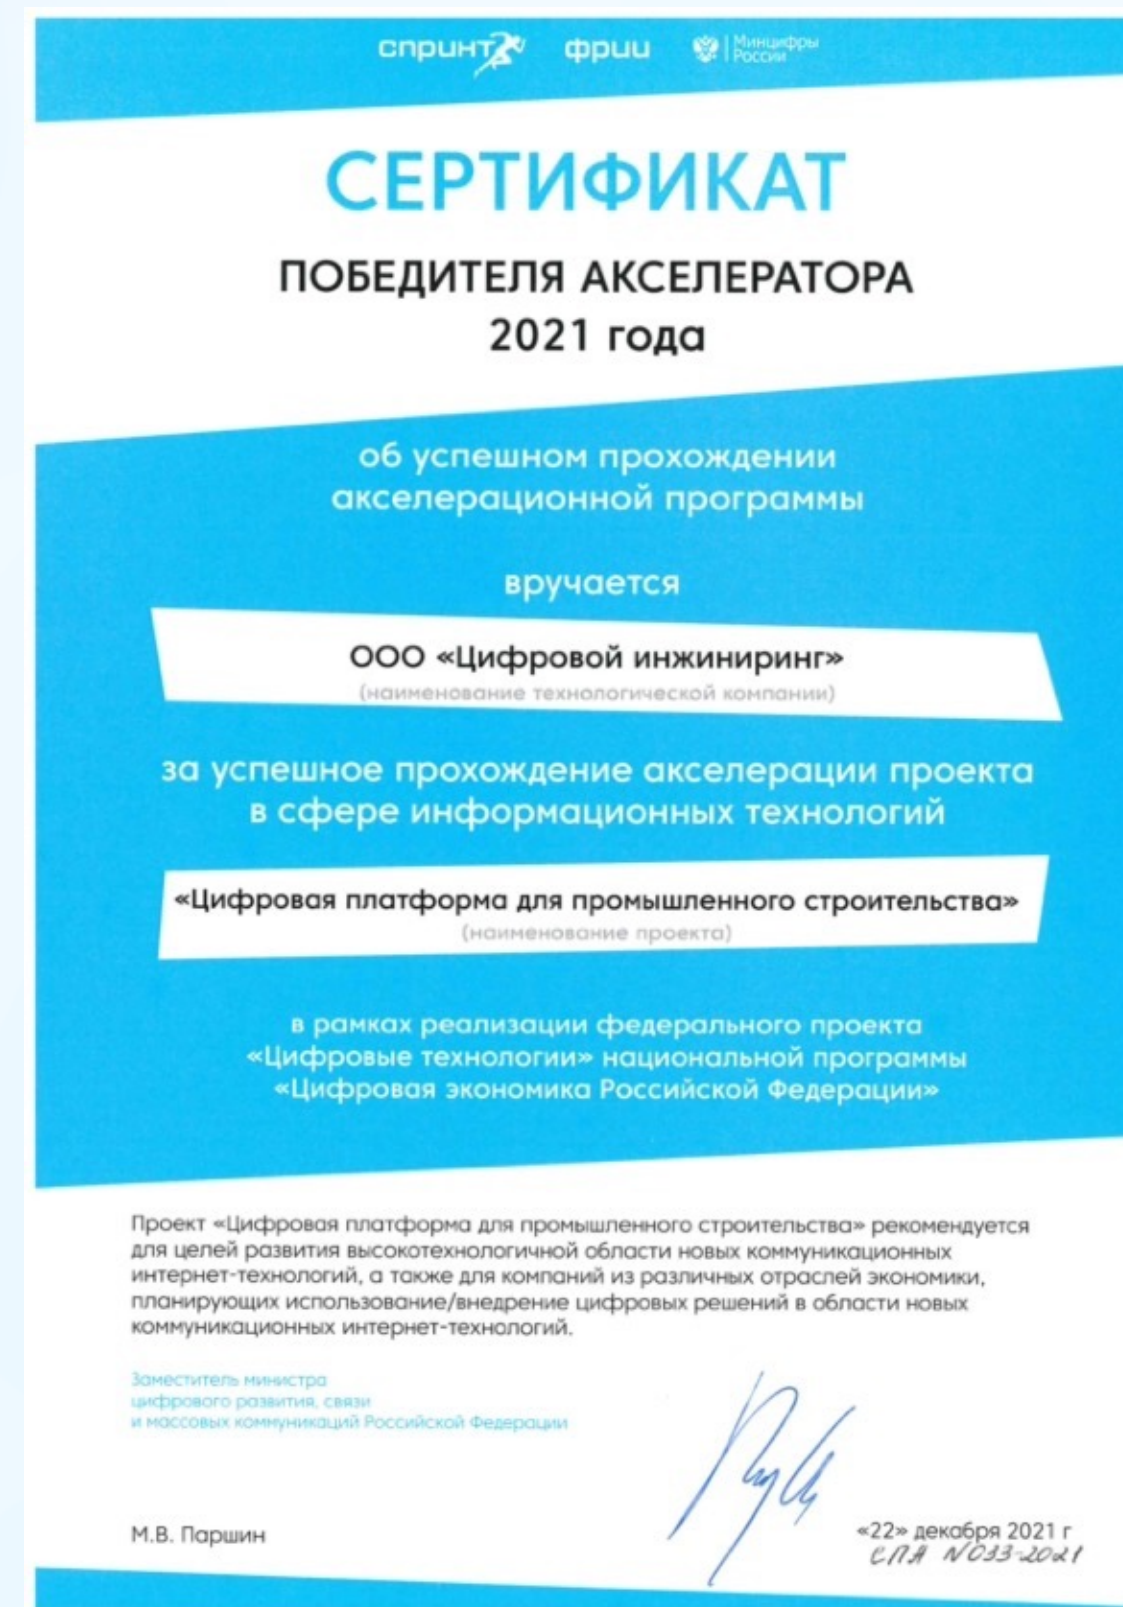 спринт фрии Минцифры
России
СЕРТИФИКАТ
ПОБЕДИТЕЛЯ АКСЕЛЕРАТОРА
2021 года
об успешном прохождении
акселерационной программы
вручается
ООО «Цифровой инжиниринг»
(наименование технологической компании)
за успешное прохождение акселерации проекта
в сфере информационных технологий
«Цифровая платформа для промышленного строительства»
(наименование проекта)
в рамках реализации федерального проекта
«Цифровые технологии» национальной программы
«Цифровая экономика Российской Федерации»
Проект «Цифровая платформа для промышленного строительства» рекомендуется
для целей развития высокотехнологичной области новых коммуникационных
интернет-технологий, а также для компаний из различных отраслей экономики,
планирующих использование/внедрение цифровых решений в области новых
коммуникационных интернет-технологий.
Заместитель министра
цифрового развития, связи
и массовых коммуникаций Российской Федерации
М.В. Паршин
«22» декабря 2021 г
СПА N033-2021